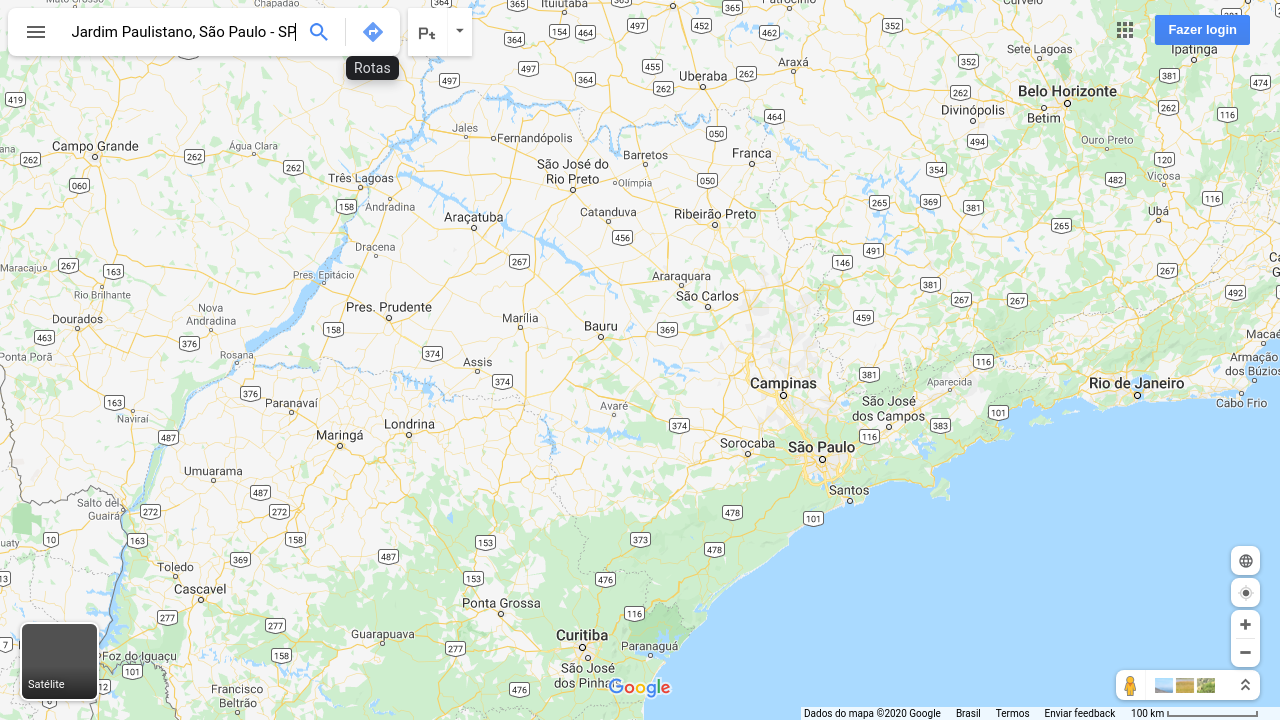 Jardim Paulistano, São Paulo - SP
Rotas
Fazer login
Ituiutaba
Araxá
Sete Lagoas
Ipatinga
Uberaba
Belo Horizonte
Divinópolis
Betim
Ouro Preto
Campo Grande
Água Clara
Jales
Fernandópolis
São José do
Rio Preto
Barretos
Franca
Viçosa
Três Lagoas
Olímpia
Andradina
Araçatuba
Catanduva
Ribeirão Preto
Ubá
Dracena
Maracaju
Pres. Epitácio
Araraquara
São Carlos
Rio Brilhante
Nova
Andradina
Pres. Prudente
Marília
Bauru
Dourados
Ponta Porã
Rosana
Assis
Campinas
Aparecida
Rio de Janeiro
Macaé
Armação
dos Búzios
Cabo Frio
São José
dos Campos
Naviraí
Paranavaí
Londrina
Avaré
Maringá
Sorocaba
São Paulo
Umuarama
Santos
Salto del
Guairá
Toledo
Cascavel
Ponta Grossa
Guarapuava
Curitiba
Paranaguá
São José
dos Pinhais
Foz do Iguaçu
Francisco
Beltrão
Satélite
Google
Dados do mapa ©2020 Google Brasil Termos Enviar feedback 100 km